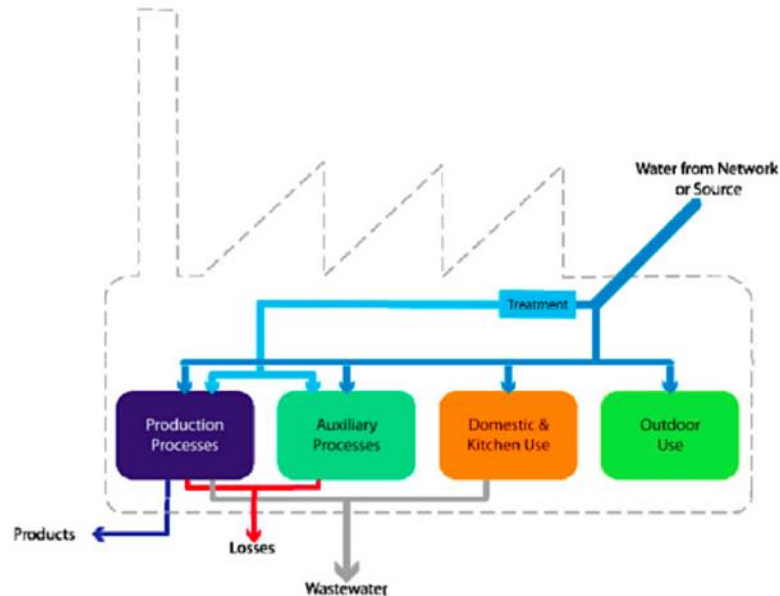 Water from Network
or Source
Treatment
Production
Processes
Auxiliary
Processes
Domestic &
Kitchen Use
Outdoor
Use
Products
Losses
Wastewater